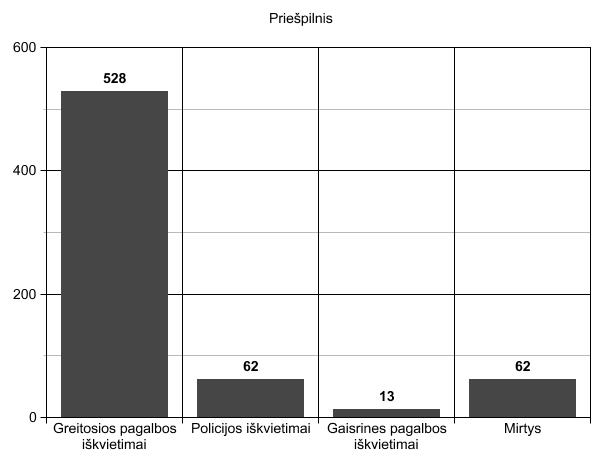 Priešpilnis
600
400
200
0
528
62
13
62
Greitosios pagalbos
iškvietimai
Policijos iškvietimai
Gaisrines pagalbos
iškvietimai
Mirtys